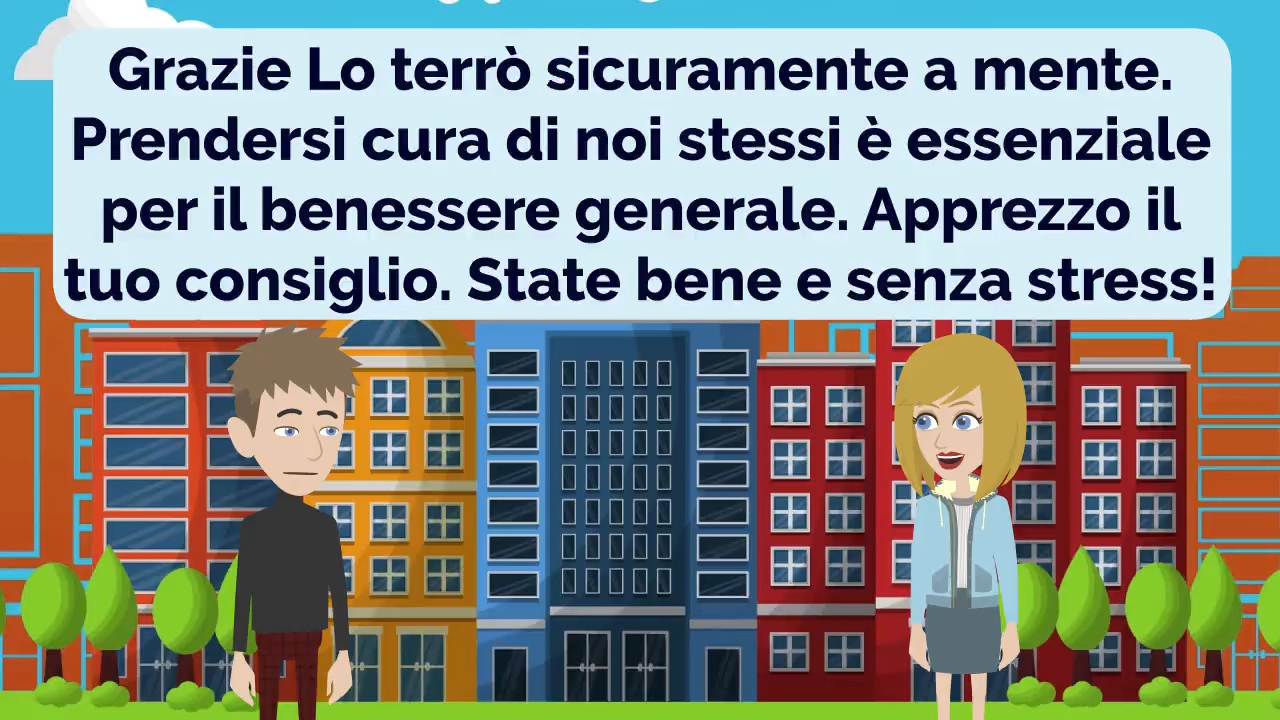 Grazie Lo terrò sicuramente a mente.
Prendersi cura di noi stessi è essenziale
per il benessere generale. Apprezzo il
tuo consiglio. State bene e senza stress!